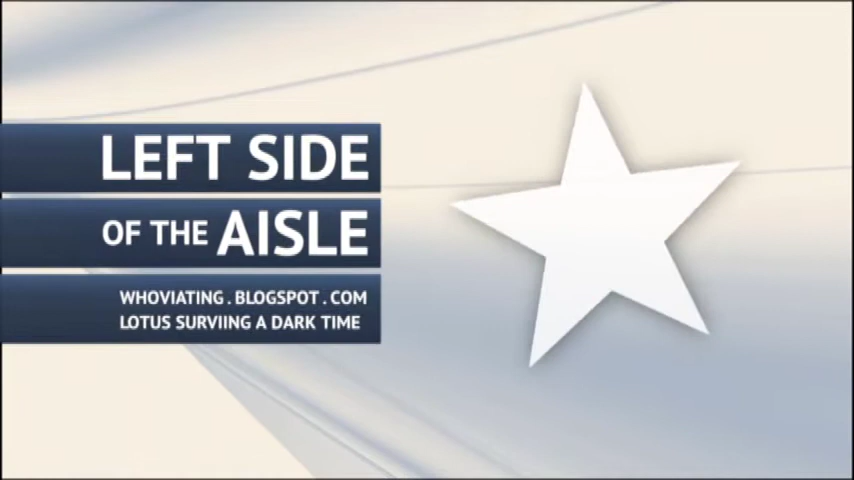 LEFT SIDE
OF THE AISLE
WHOVIATING . BLOGSPOT . COM
LOTUS SURVIING A DARK TIME